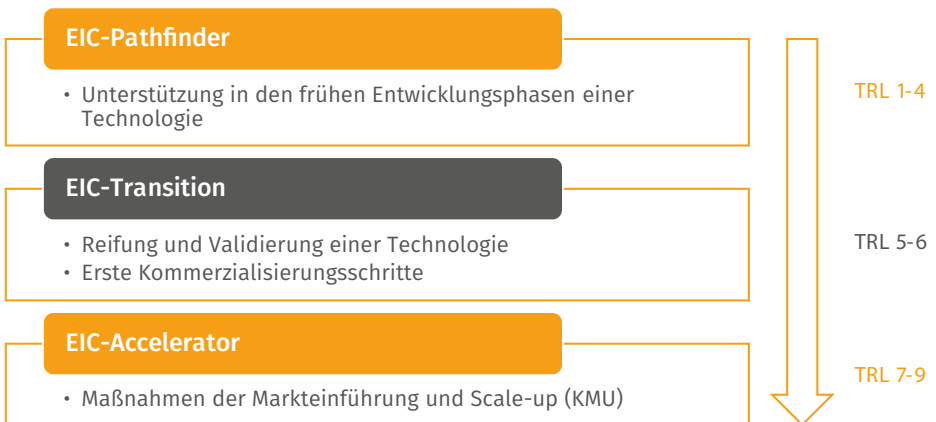 EIC-Pathfinder
• Unterstützung in den frühen Entwicklungsphasen einer
Technologie
TRL 1-4
EIC-Transition
• Reifung und Validierung einer Technologie
• Erste Kommerzialisierungsschritte
TRL 5-6
EIC-Accelerator
• Maßnahmen der Markteinführung und Scale-up (KMU)
TRL 7-9